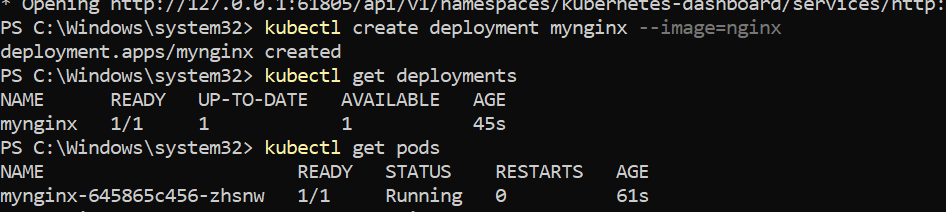 * Opening http://127.0.0.1:61805/api/v1/namespaces/kubernetes-dashboard/services/http:
PS C:\Windows\system32> kubectl create deployment mynginx --image=nginx
deployment.apps/mynginx created
PS C:\Windows\system32> kubectl get deployments
NAME READY UP-TO-DATE AVAILABLE AGE
mynginx 1/1 1 1 45s
PS C:\Windows\system32> kubectl get pods
NAME READY STATUS RESTARTS AGE
mynginx-645865c456-zhsnw 1/1 Running 0 61s